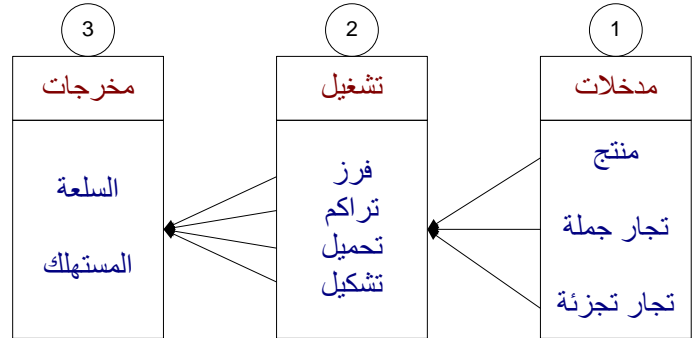 1
مدخلات
منتج
تجار جملة
تجار تجزئة
2
تشغيل
فرز
تراكم
تحميل
تشكيل
3
مخرجات
السلعة
المستهلك